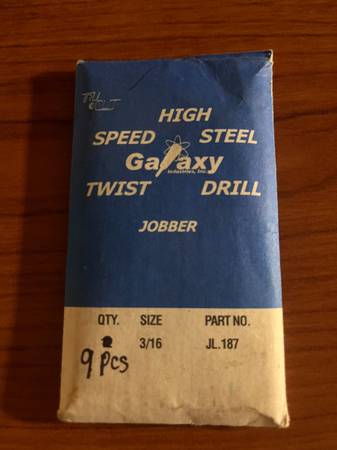 HIGH
SPEED STEEL
Galaxy
Industries, Inc.
TWIST DRILL
JOBBER
QTY. SIZE PART NO.
3/16 JL.187
9 Pcs